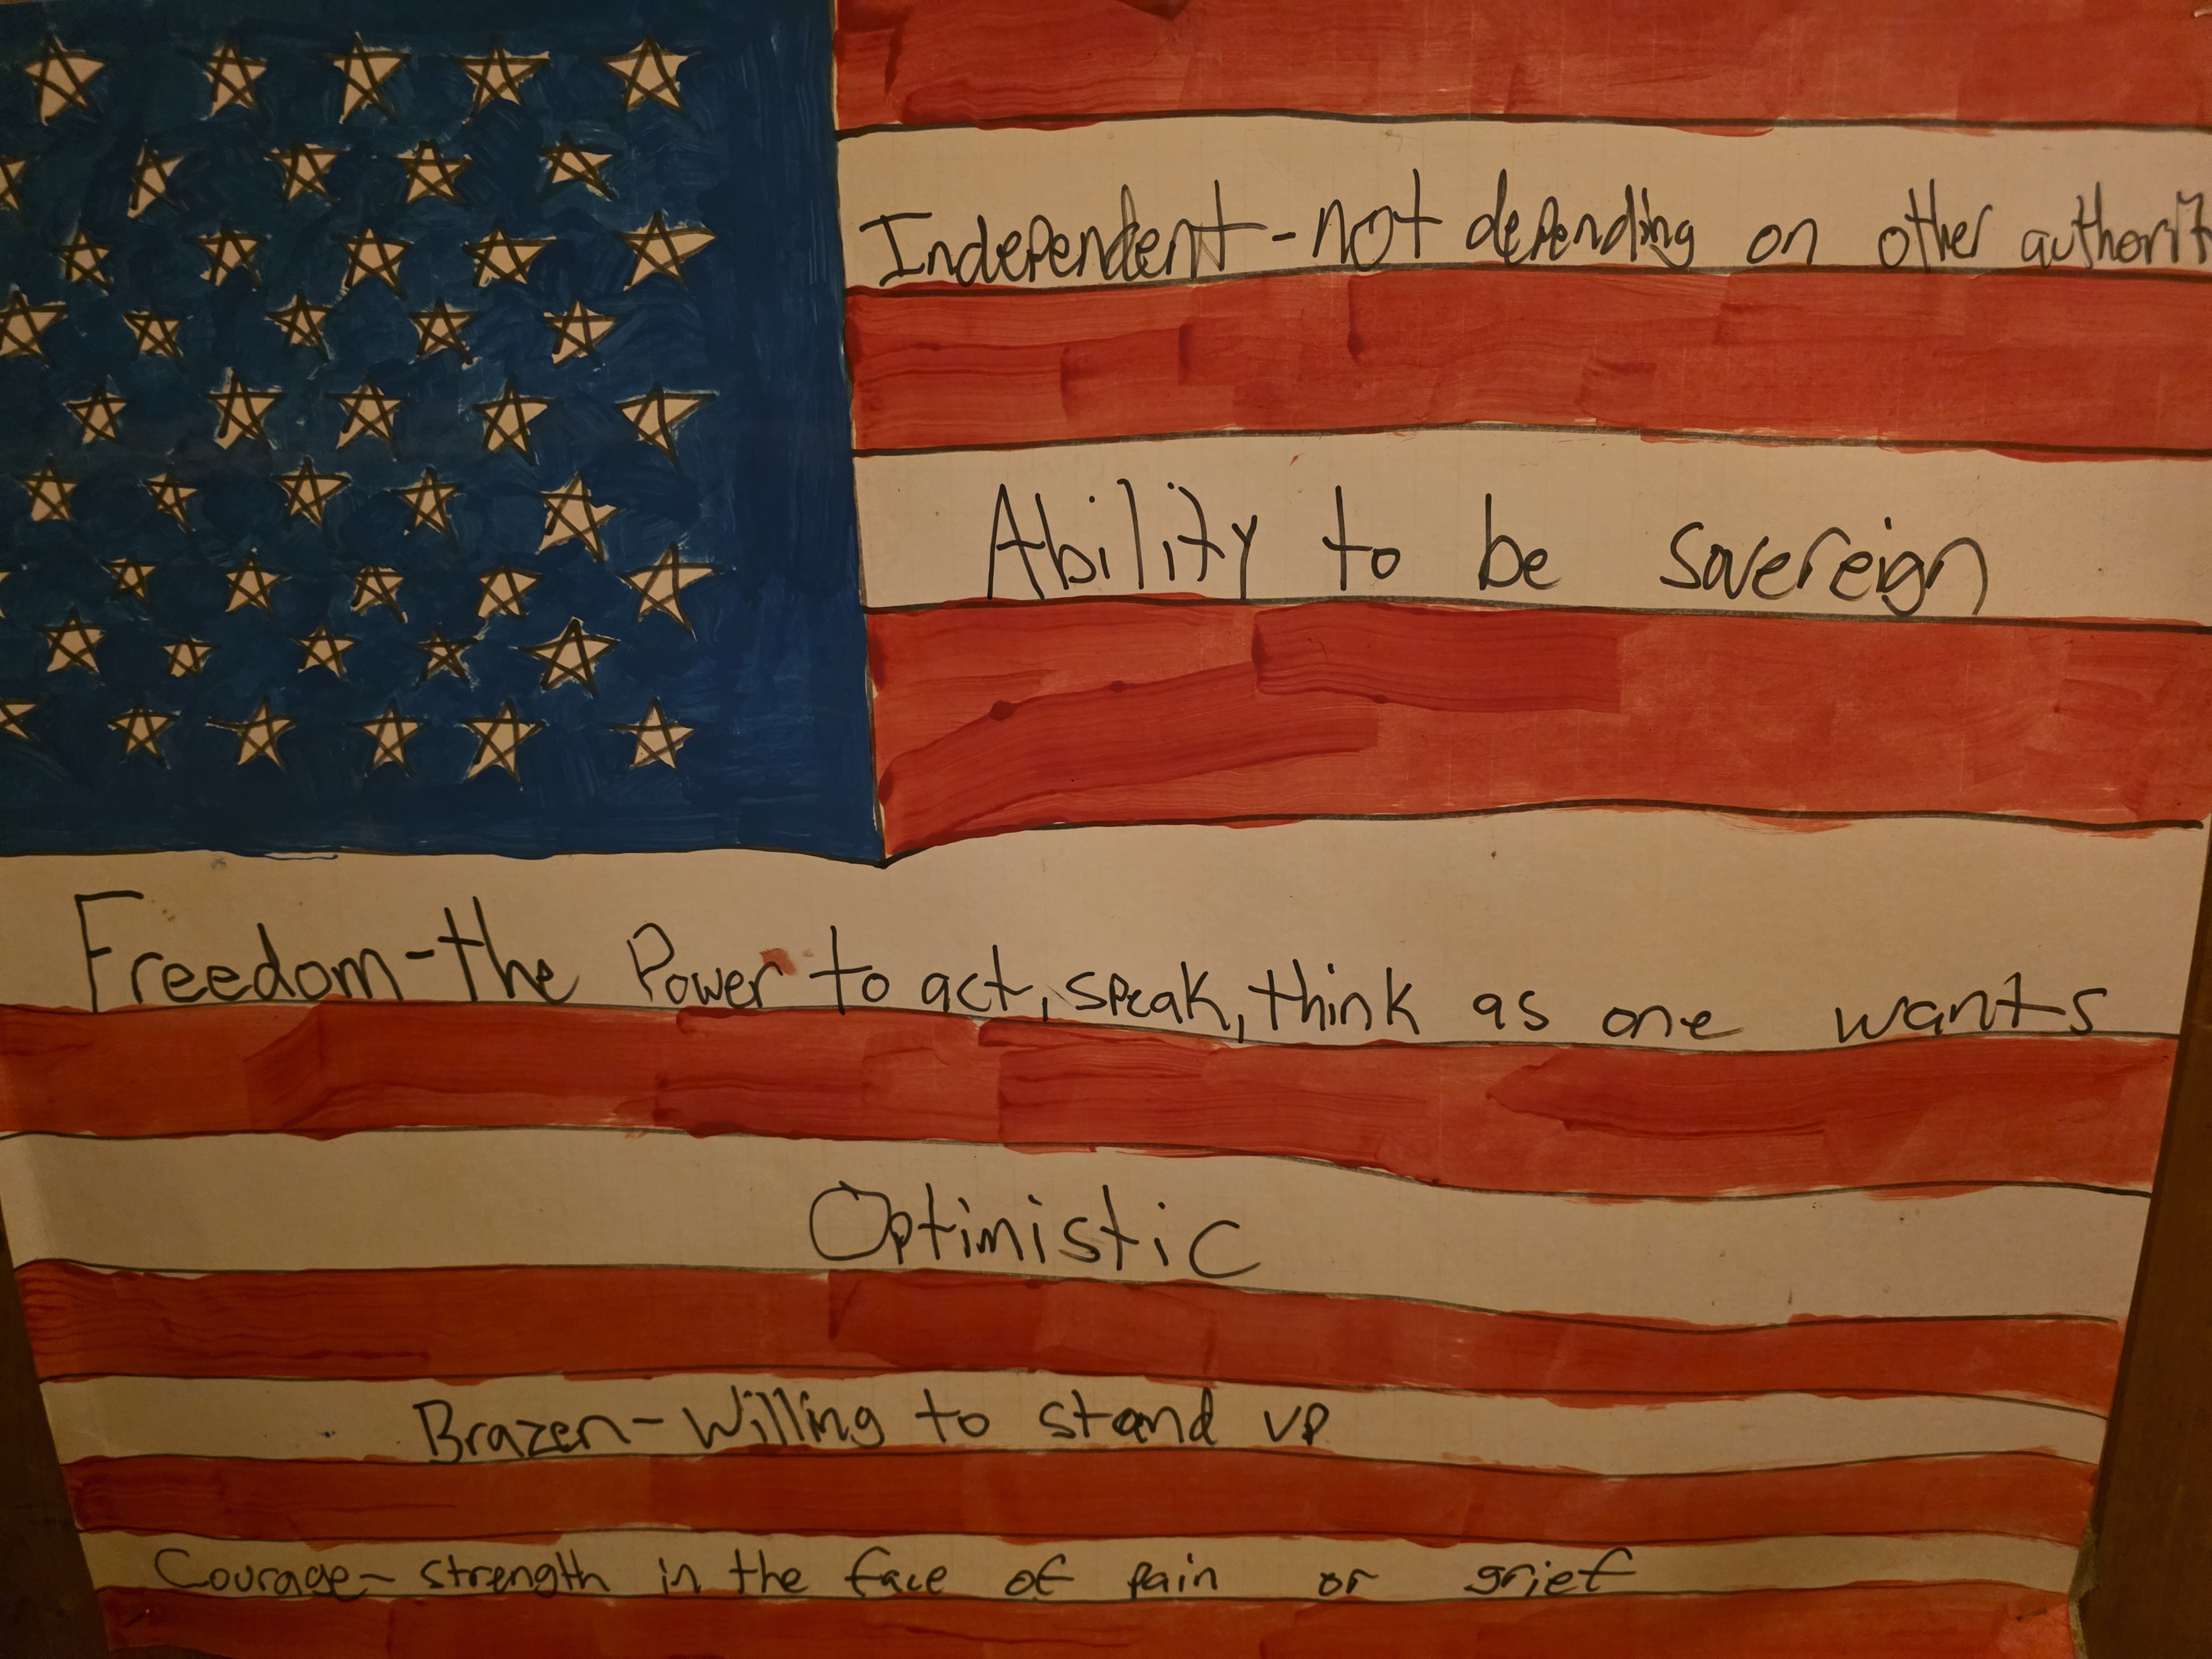 Independent - not depending on other authorit
Ability to be sovereign
Freedom - the Power to act, speak, think as one wants
Optimistic
Brazen - Willing to stand up
Courage - strength in the face of pain or grief